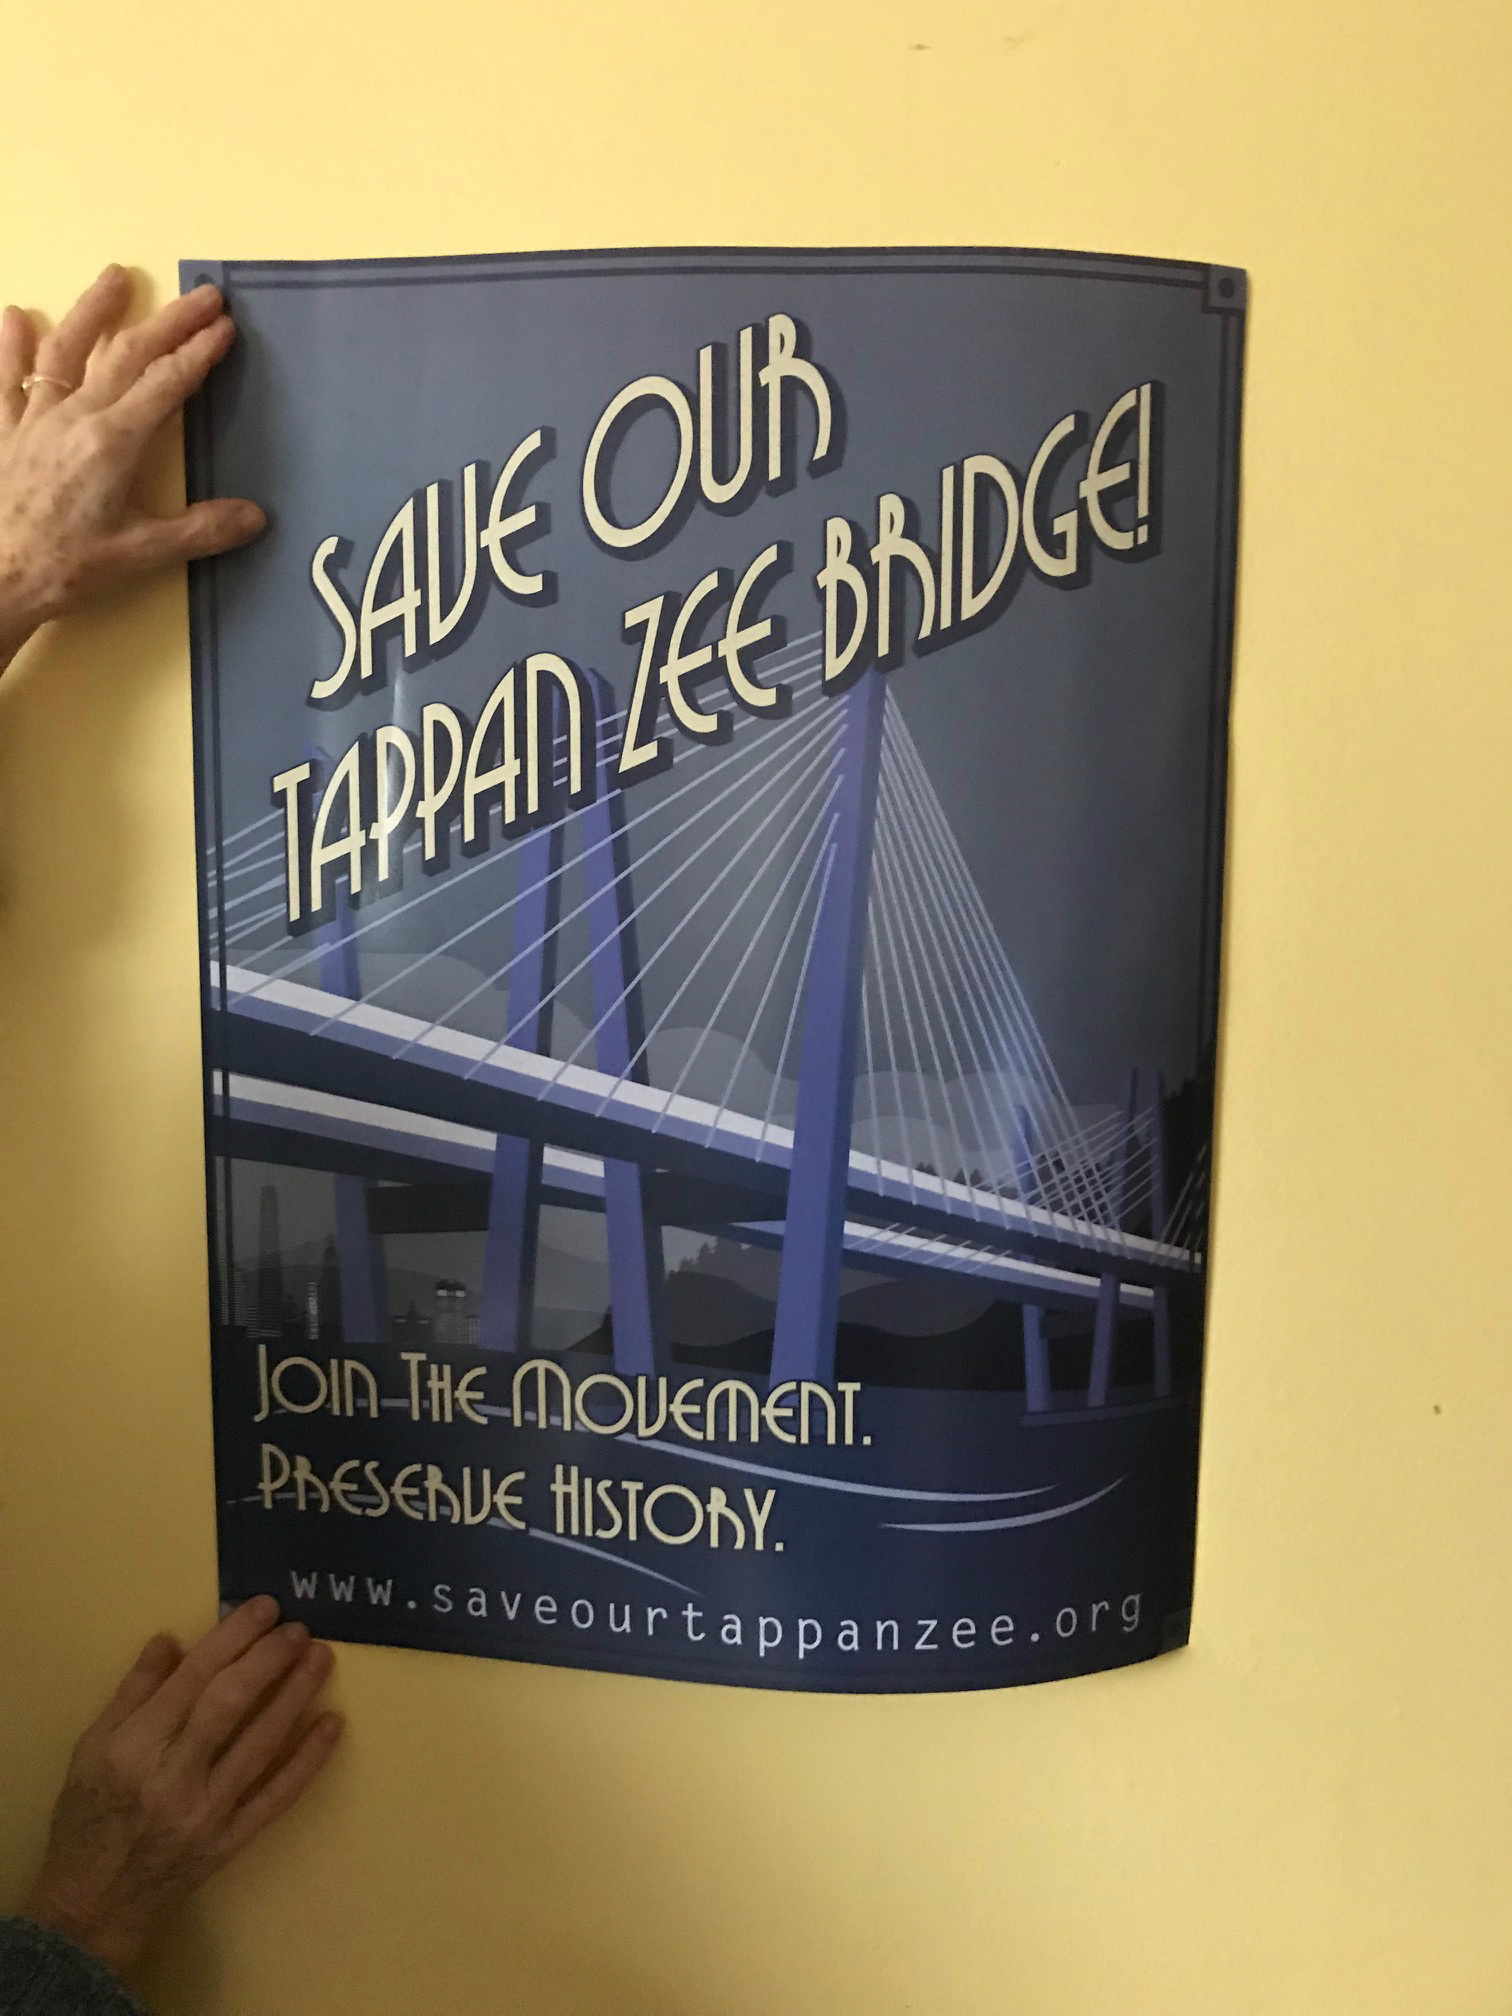 SAVE OUR
TAPPAN ZEE BRIDGE!
JOIN THE MOVEMENT.
PRESERVE HISTORY.
www.saveourtappanzee.org